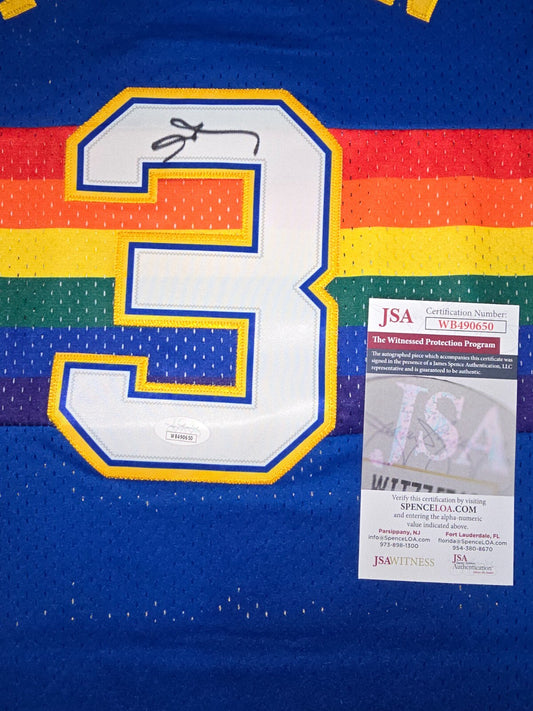 3
JSA
Certification Number:
WB490650
The Witnessed Protection Program
The autographed piece which accompanies this certificate was
signed in the presence of a James Spence Authentication, LLC
representative and is guaranteed to be authentic.
JSA
Verify this certification by visiting
SPENCELOA.COM
and entering the alpha-numeric
value indicated above.
Parsippany, NJ
info@SpenceLOA.com
973-898-1300
Fort Lauderdale, FL
florida@SpenceLOA.com
954-380-8670
JSAWITNESS
JSA
Authentication
WB490650